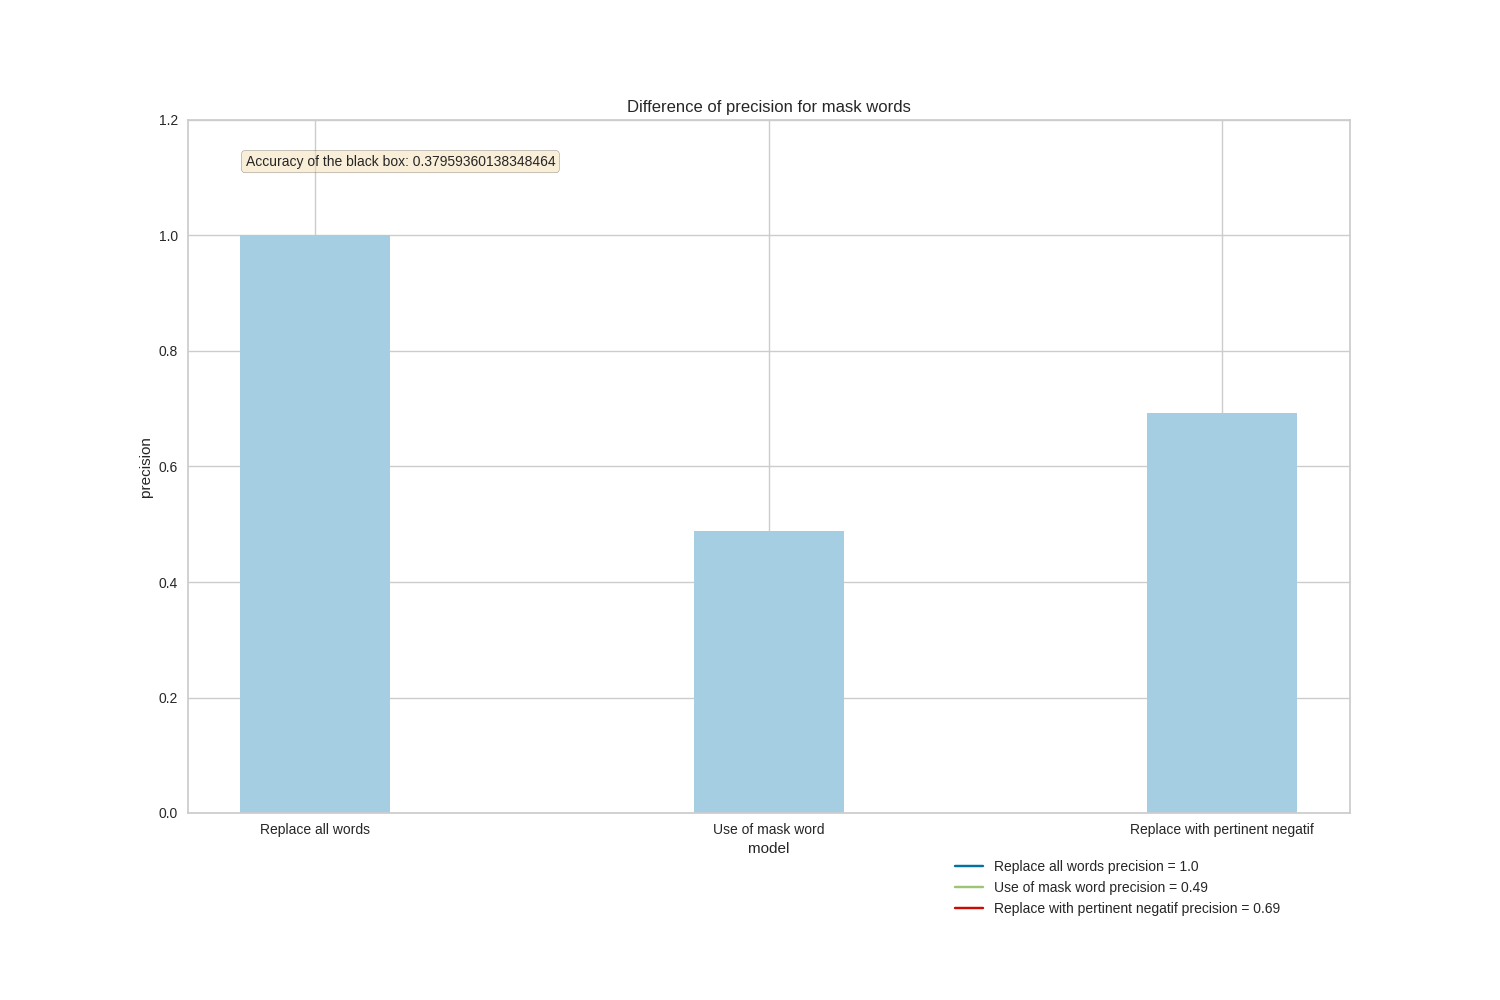 Difference of precision for mask words
1.2
Accuracy of the black box: 0.37959360138348464
1.0
0.8
0.6
precision
0.4
0.2
0.0
Replace all words
Use of mask word
Replace with pertinent negatif
model
Replace all words precision = 1.0
Use of mask word precision = 0.49
Replace with pertinent negatif precision = 0.69